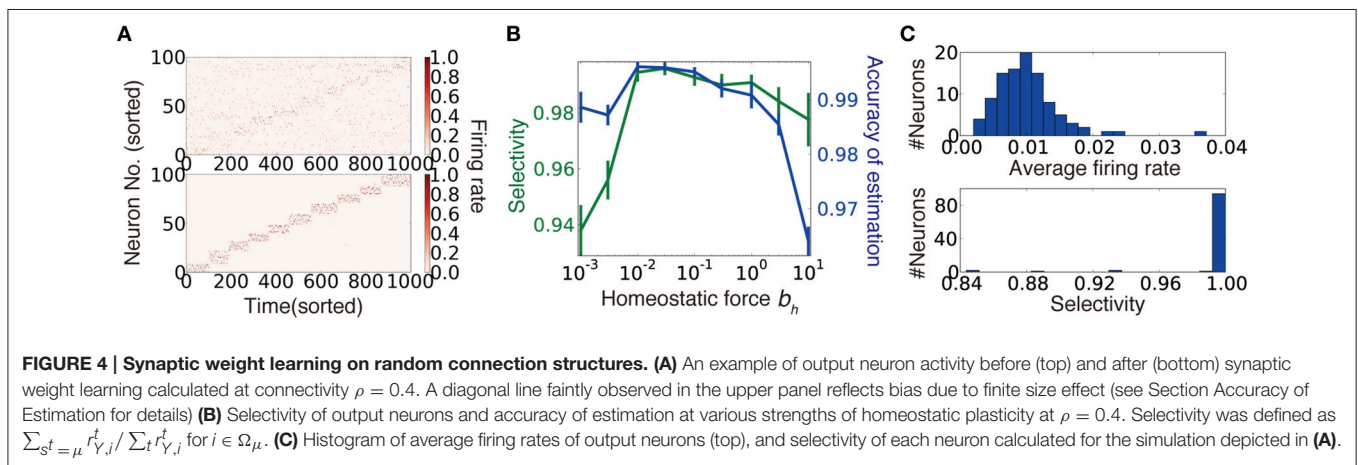 A
100
50
0
0 200 400 600 800 1000
1.0
0.8
0.6
0.4
0.2
0.0
100
50
0
0 200 400 600 800 1000
1.0
0.8
0.6
0.4
0.2
0.0
Neuron No. (sorted)
Firing rate
Time(sorted)
B
Selectivity
0.98
0.96
0.94
Accuracy of estimation
0.99
0.98
0.97
10⁻³ 10⁻² 10⁻¹ 10⁰ 10¹
Homeostatic force b_h
C
#Neurons
20
10
0
0.00 0.01 0.02 0.03 0.04
Average firing rate
#Neurons
80
40
0
0.84 0.88 0.92 0.96 1.00
Selectivity
FIGURE 4 | Synaptic weight learning on random connection structures. (A) An example of output neuron activity before (top) and after (bottom) synaptic
weight learning calculated at connectivity ρ = 0.4. A diagonal line faintly observed in the upper panel reflects bias due to finite size effect (see Section Accuracy of
Estimation for details) (B) Selectivity of output neurons and accuracy of estimation at various strengths of homeostatic plasticity at ρ = 0.4. Selectivity was defined as
∑_{s^t = μ} r^t_{Y,i} / ∑_t r^t_{Y,i} for i ∈ Ω_μ. (C) Histogram of average firing rates of output neurons (top), and selectivity of each neuron calculated for the simulation depicted in (A).